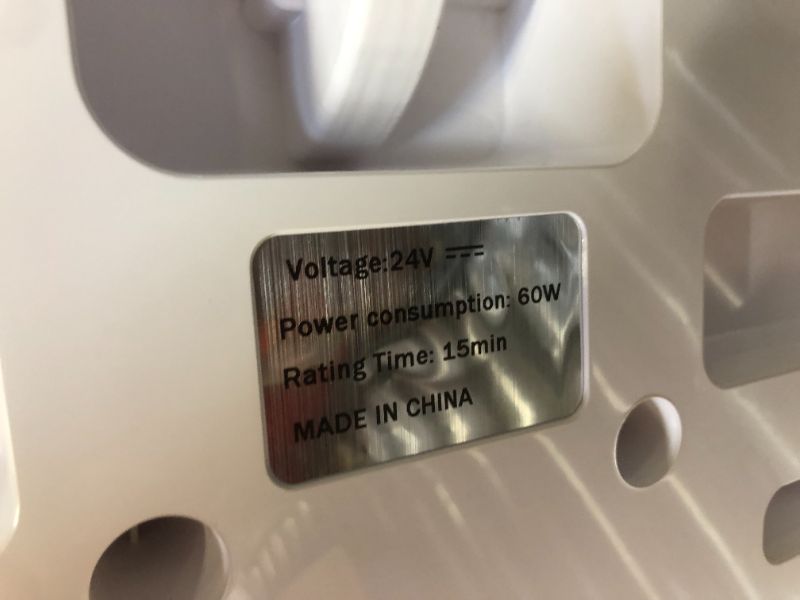 Voltage:24V ⎓
Power consumption: 60W
Rating Time: 15min
MADE IN CHINA